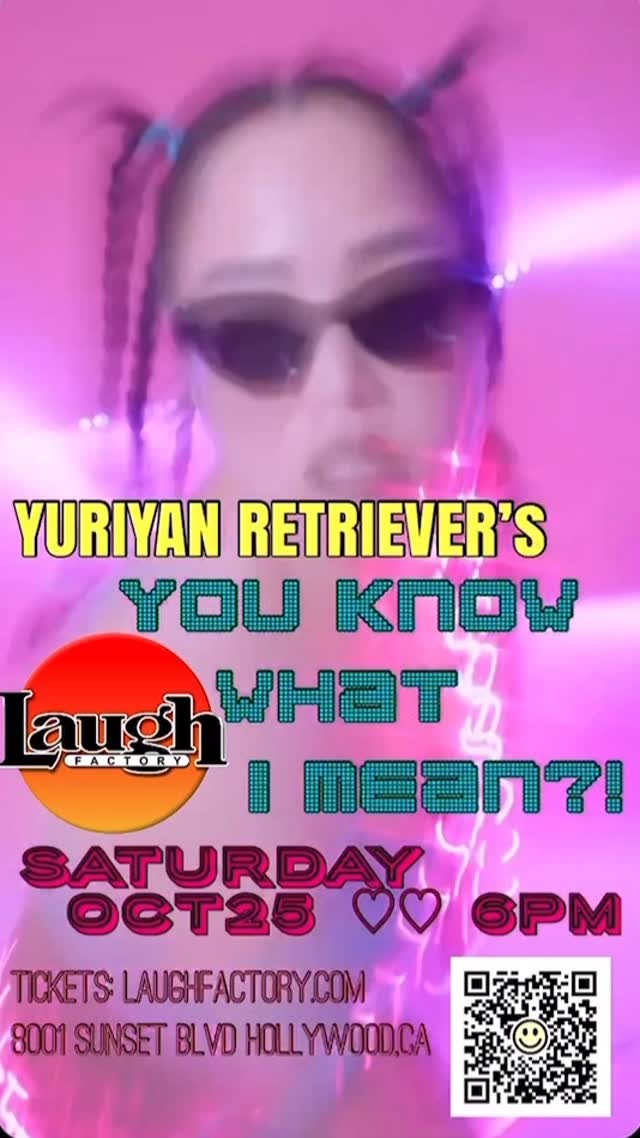 YURIYAN RETRIEVER'S
YOU KNOW
WHAT
I MEAN?!
Laugh
FACTORY
SATURDAY
OCT25 ♡♡ 6PM
TICKETS: LAUGHFACTORY.COM
8001 SUNSET BLVD HOLLYWOOD,CA